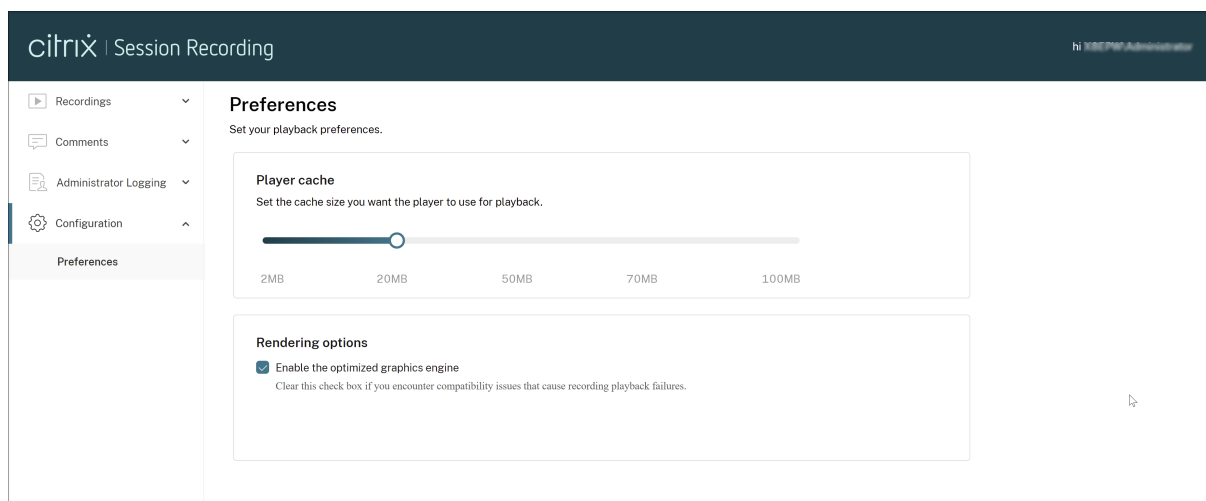 citrix | Session Recording
hi
Recordings
Comments
Administrator Logging
Configuration
Preferences
Preferences
Set your playback preferences.
Player cache
Set the cache size you want the player to use for playback.
2MB 20MB 50MB 70MB 100MB
Rendering options
Enable the optimized graphics engine
Clear this check box if you encounter compatibility issues that cause recording playback failures.